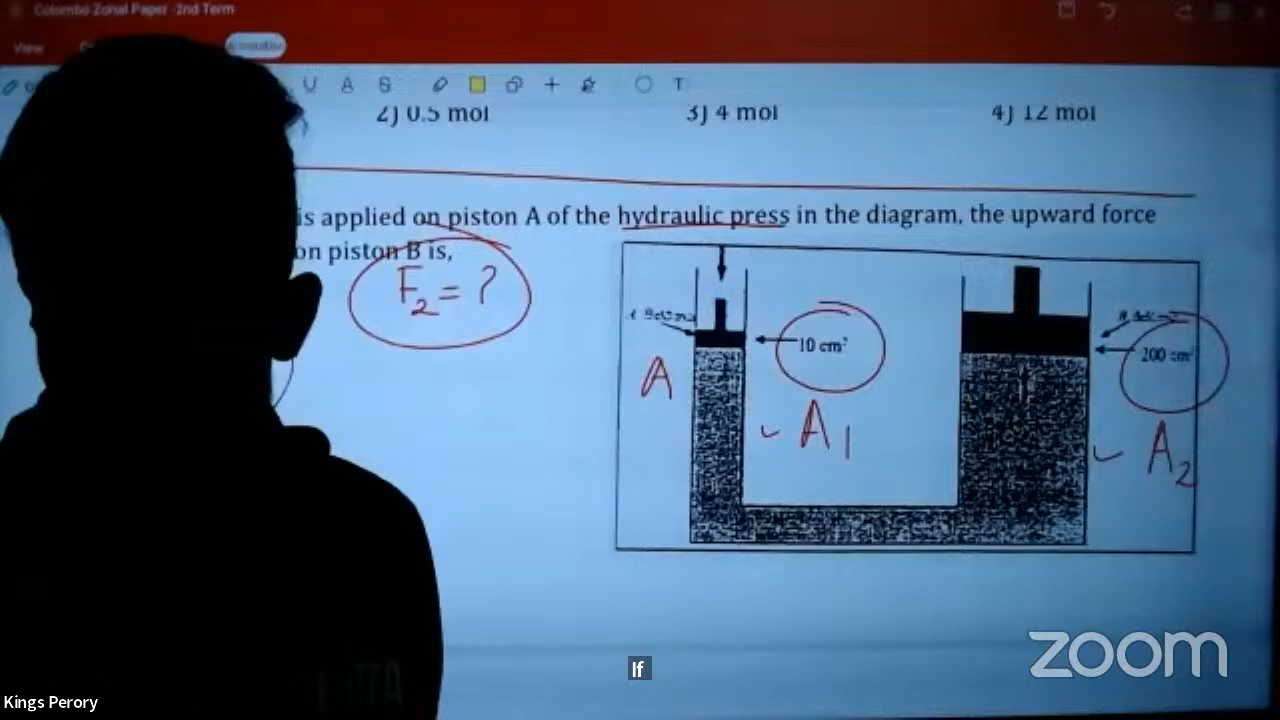 Colombo Zonal Paper -2nd Term
View
2) 0.5 mol 3) 4 mol 4) 12 mol
is applied on piston A of the hydraulic press in the diagram, the upward force
on piston B is,
F2 = ?
10 cm²
200 cm²
A
A1
A2
zoom
If
Kings Perory